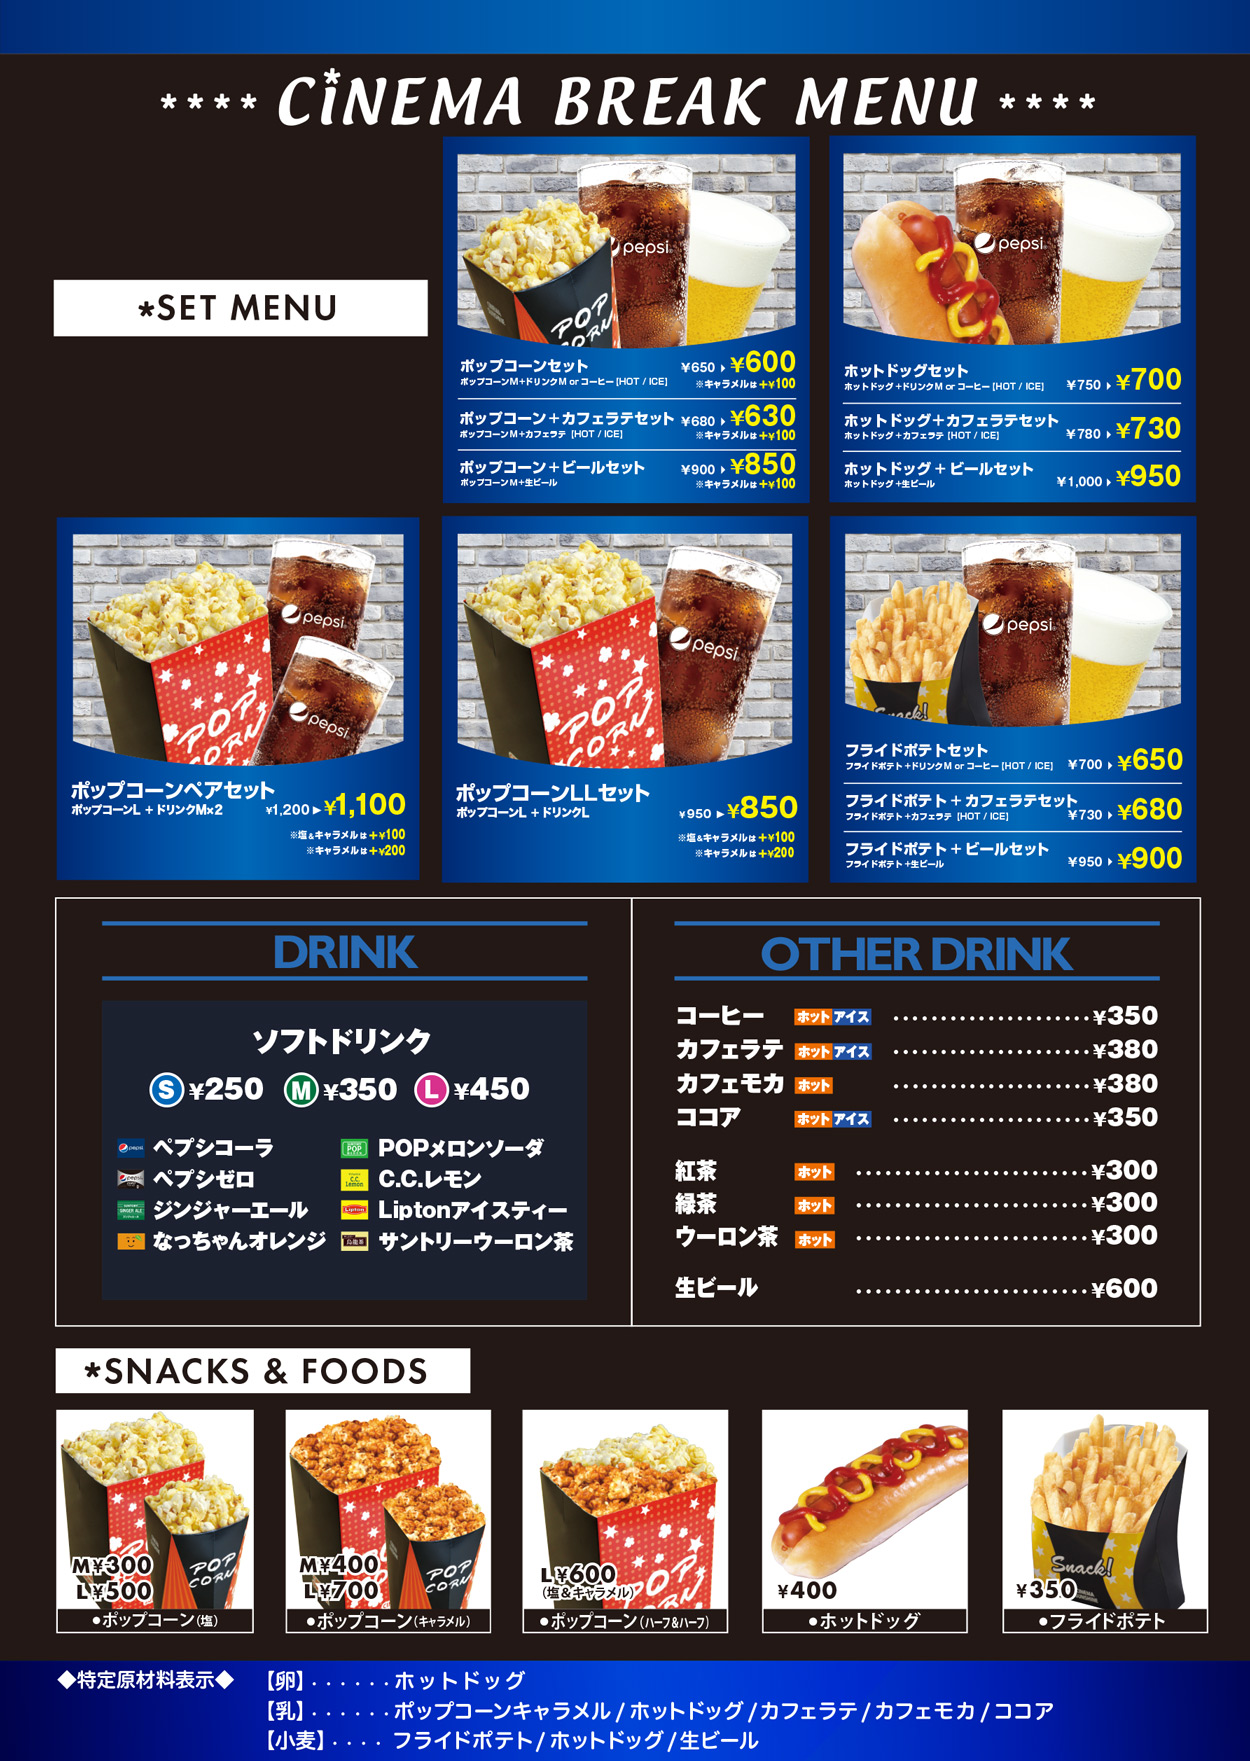 **** CiNEMA BREAK MENU ****
*SET MENU
pepsi
POP
CORN
ポップコーンセット ¥650 ▸ ¥600
ポップコーンM+ドリンクM or コーヒー [HOT / ICE] ※キャラメルは+¥100
ポップコーン+カフェラテセット ¥680 ▸ ¥630
ポップコーンM+カフェラテ [HOT / ICE] ※キャラメルは+¥100
ポップコーン+ビールセット ¥900 ▸ ¥850
ポップコーンM+生ビール ※キャラメルは+¥100
pepsi
ホットドッグセット
ホットドッグ+ドリンクM or コーヒー [HOT / ICE] ¥750 ▸ ¥700
ホットドッグ+カフェラテセット
ホットドッグ+カフェラテ [HOT / ICE] ¥780 ▸ ¥730
ホットドッグ+ビールセット
ホットドッグ+生ビール ¥1,000 ▸ ¥950
pepsi
pepsi
POP
CORN
ポップコーンペアセット
ポップコーンL + ドリンクM×2 ¥1,200 ▸ ¥1,100
※塩&キャラメルは+¥100
※キャラメルは+¥200
pepsi
POP
CORN
ポップコーンLLセット
ポップコーンL + ドリンクL ¥950 ▸ ¥850
※塩&キャラメルは+¥100
※キャラメルは+¥200
pepsi
Snack!
フライドポテトセット
フライドポテト+ドリンクM or コーヒー [HOT / ICE] ¥700 ▸ ¥650
フライドポテト+カフェラテセット
フライドポテト+カフェラテ [HOT / ICE] ¥730 ▸ ¥680
フライドポテト+ビールセット
フライドポテト+生ビール ¥950 ▸ ¥900
DRINK
ソフトドリンク
S ¥250 M ¥350 L ¥450
pepsi ペプシコーラ
ペプシゼロ
GINGER ALE ジンジャーエール
なっちゃんオレンジ
POP POPメロンソーダ
C.C. Lemon C.C.レモン
Lipton Liptonアイスティー
烏龍茶 サントリーウーロン茶
OTHER DRINK
コーヒー ホット アイス ····················¥350
カフェラテ ホット アイス ····················¥380
カフェモカ ホット ····················¥380
ココア ホット アイス ····················¥350
紅茶 ホット ························¥300
緑茶 ホット ························¥300
ウーロン茶 ホット ························¥300
生ビール ························¥600
*SNACKS & FOODS
POP
CORN
M¥300
L¥500
●ポップコーン(塩)
POP
CORN
M¥400
L¥700
●ポップコーン(キャラメル)
POP
CORN
L¥600
(塩&キャラメル)
●ポップコーン(ハーフ&ハーフ)
¥400
●ホットドッグ
Snack!
¥350
●フライドポテト
◆特定原材料表示◆ 【卵】······ホットドッグ
【乳】······ポップコーンキャラメル/ホットドッグ/カフェラテ/カフェモカ/ココア
【小麦】···· フライドポテト/ホットドッグ/生ビール